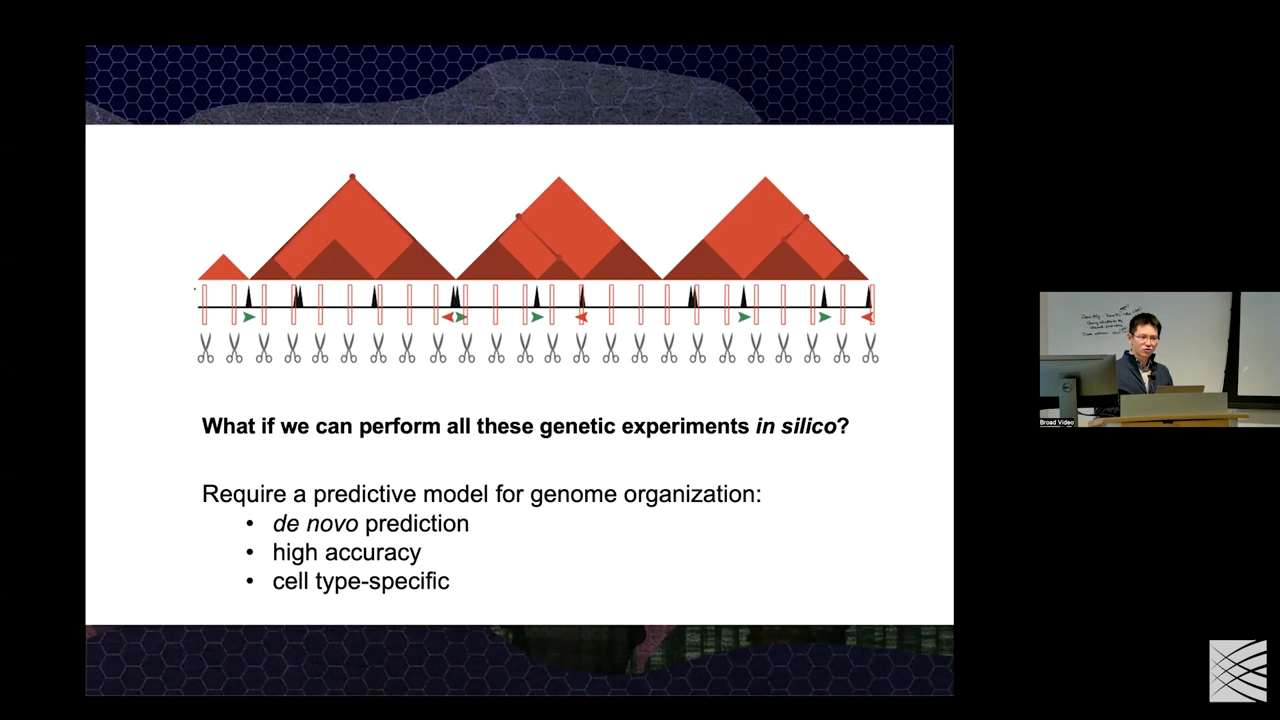 What if we can perform all these genetic experiments in silico?
Require a predictive model for genome organization:
• de novo prediction
• high accuracy
• cell type-specific
Broad Video